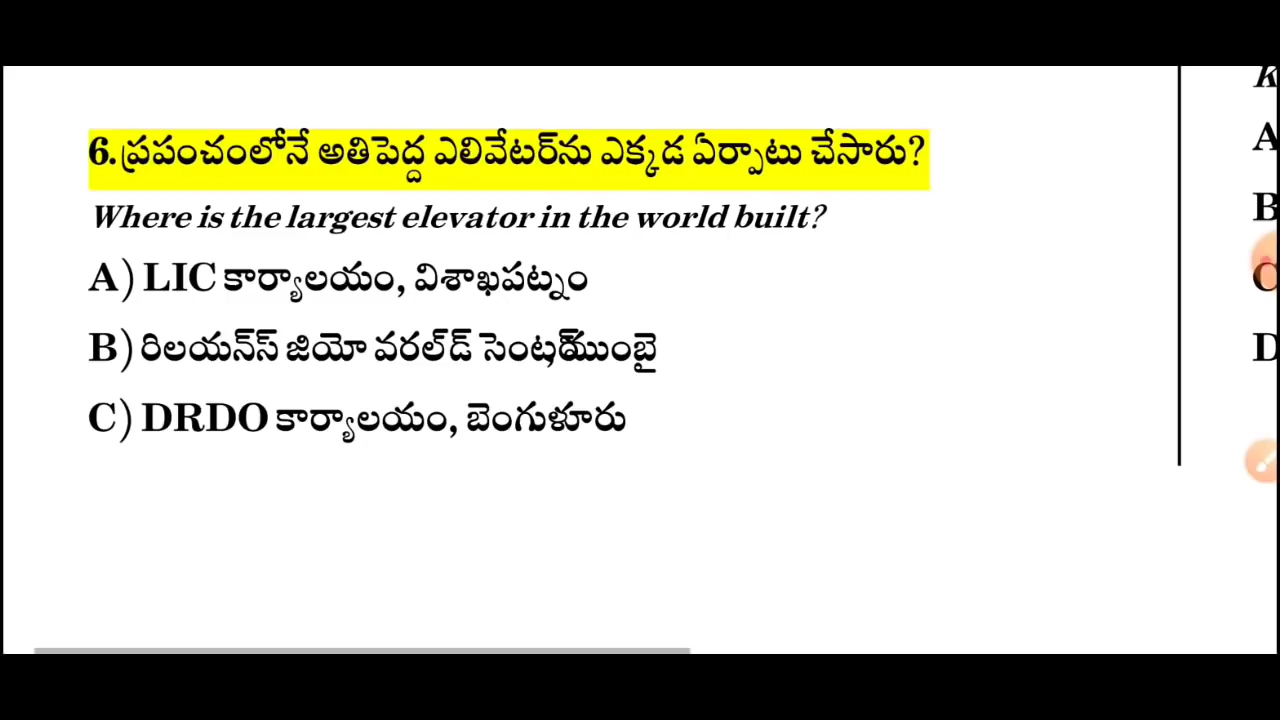 6.ప్రపంచంలోనే అతిపెద్ద ఎలివేటర్‌ను ఎక్కడ ఏర్పాటు చేసారు?
Where is the largest elevator in the world built?
A) LIC కార్యాలయం, విశాఖపట్నం
B) రిలయన్స్ జియో వరల్డ్ సెంటర్,ముంబై
C) DRDO కార్యాలయం, బెంగుళూరు
K
A
B
C
D